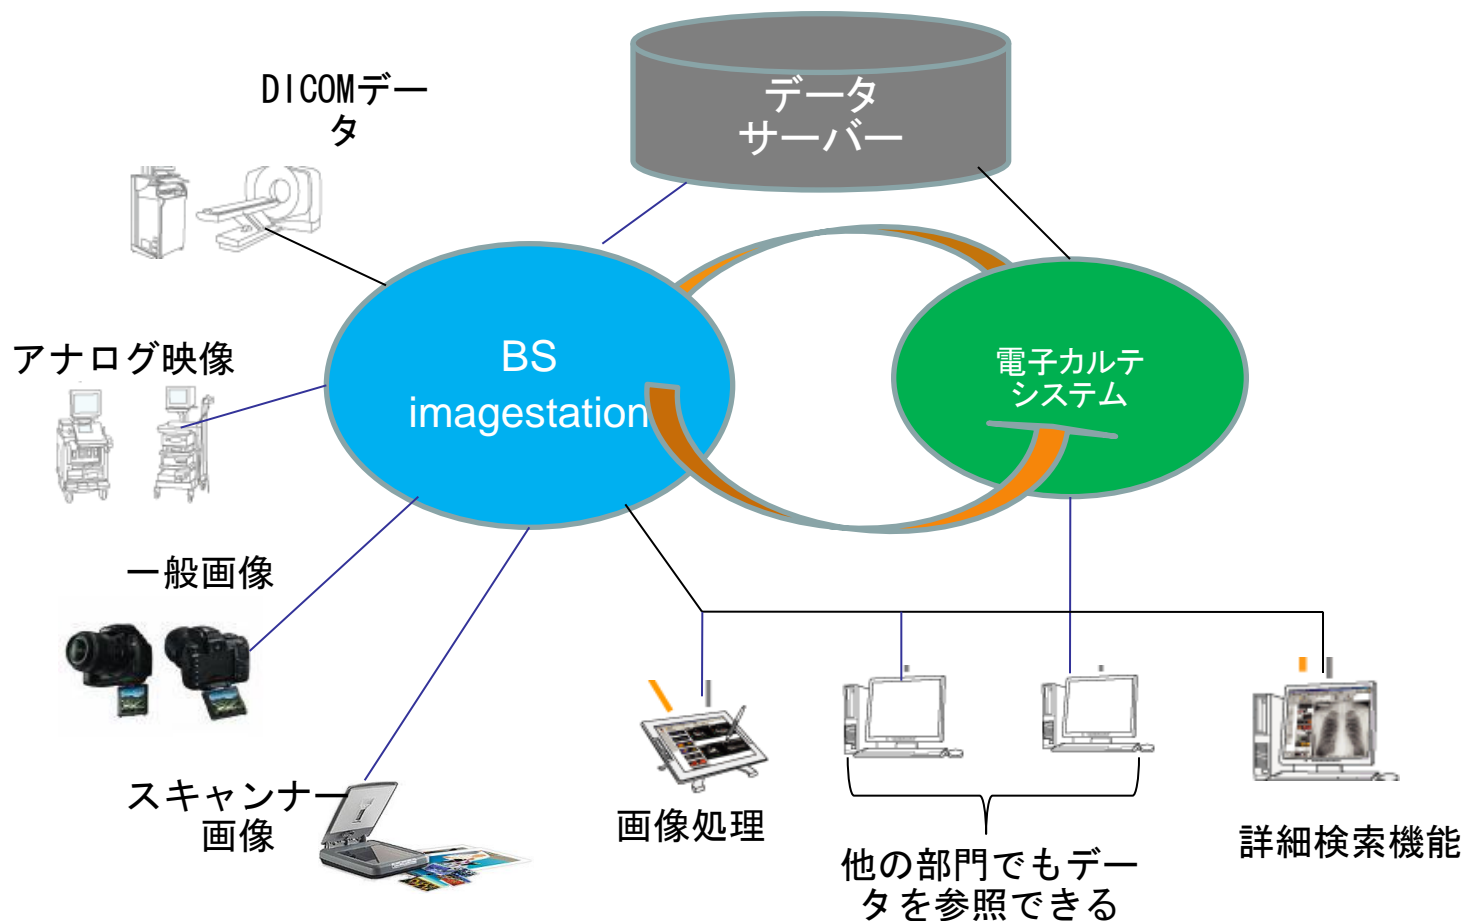 データ
サーバー
DICOMデー
タ
アナログ映像
BS
imagestation
電子カルテ
システム
一般画像
スキャンナー
画像
画像処理
他の部門でもデー
タを参照できる
詳細検索機能